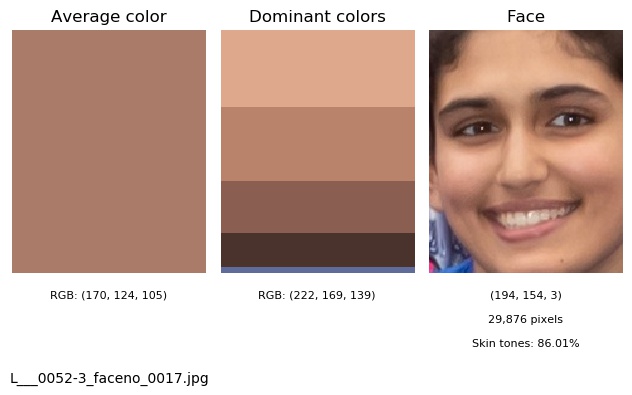 Average color
Dominant colors
Face
RGB: (170, 124, 105)
RGB: (222, 169, 139)
(194, 154, 3)
29,876 pixels
Skin tones: 86.01%
L___0052-3_faceno_0017.jpg